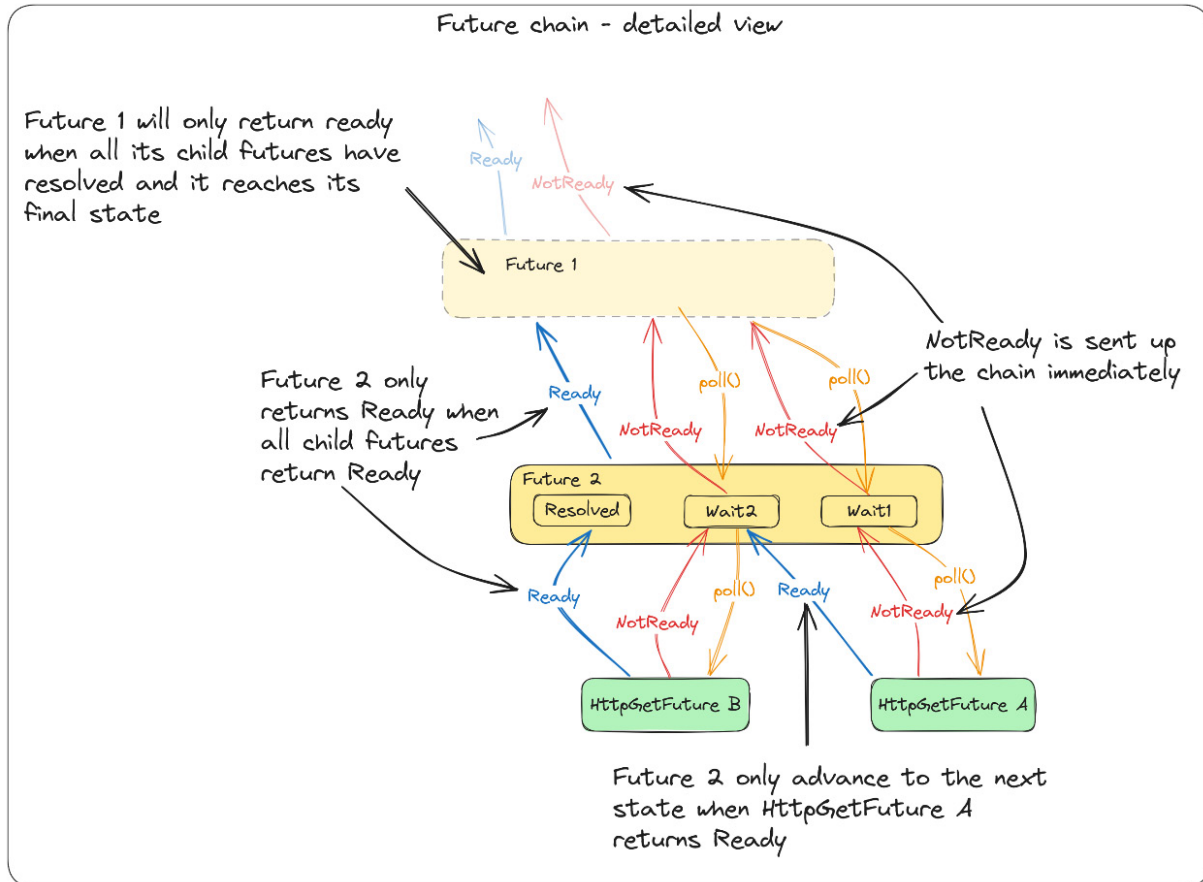 Future chain - detailed view
Future 1 will only return ready
when all its child futures have
resolved and it reaches its
final state
Ready
NotReady
Future 1
NotReady is sent up
the chain immediately
Future 2 only
returns Ready when
all child futures
return Ready
Ready
poll()
poll()
NotReady
NotReady
Future 2
Resolved
Wait2
Wait1
Ready
NotReady
poll()
Ready
NotReady
poll()
HttpGetFuture B
HttpGetFuture A
Future 2 only advance to the next
state when HttpGetFuture A
returns Ready